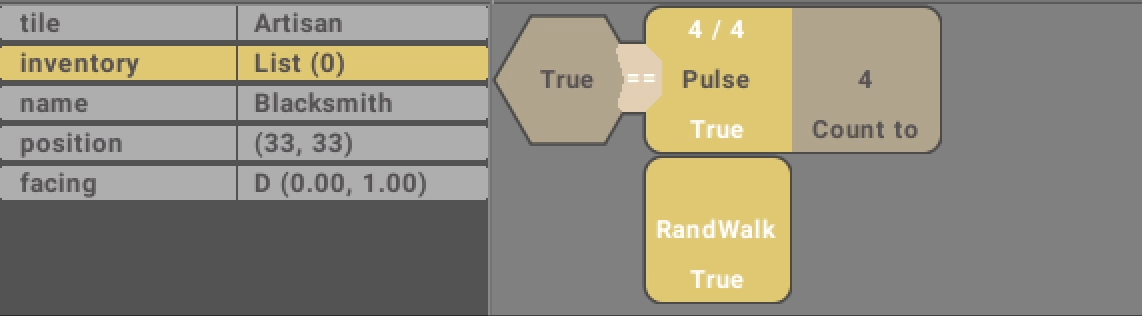 tile Artisan
inventory List (0)
name Blacksmith
position (33, 33)
facing D (0.00, 1.00)
True == 4 / 4
Pulse
True
4
Count to
RandWalk
True